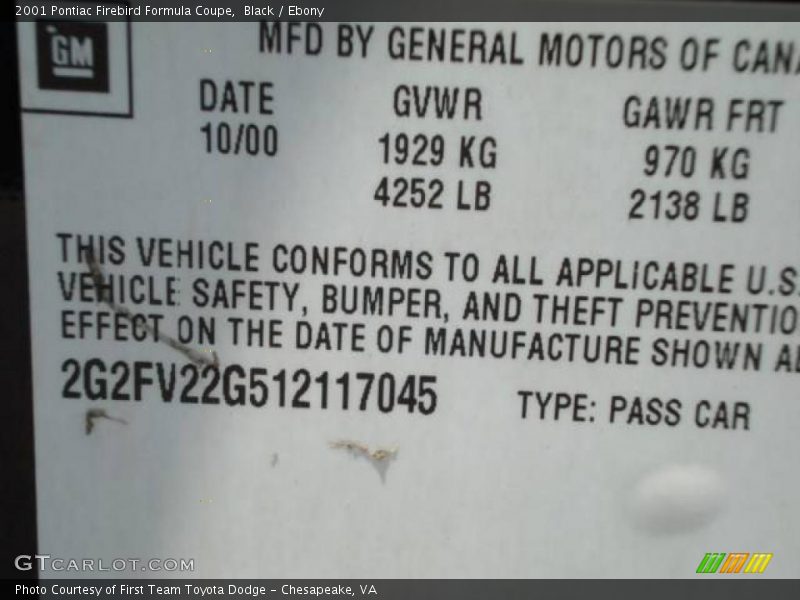 2001 Pontiac Firebird Formula Coupe,  Black / Ebony
GM
MFD BY GENERAL MOTORS OF CANA
DATE GVWR GAWR FRT
10/00 1929 KG 970 KG
4252 LB 2138 LB
THIS VEHICLE CONFORMS TO ALL APPLICABLE U.S.
VEHICLE SAFETY, BUMPER, AND THEFT PREVENTIO
EFFECT ON THE DATE OF MANUFACTURE SHOWN AB
2G2FV22G512117045 TYPE: PASS CAR
GTCARLOT.COM
Photo Courtesy of First Team Toyota Dodge - Chesapeake, VA